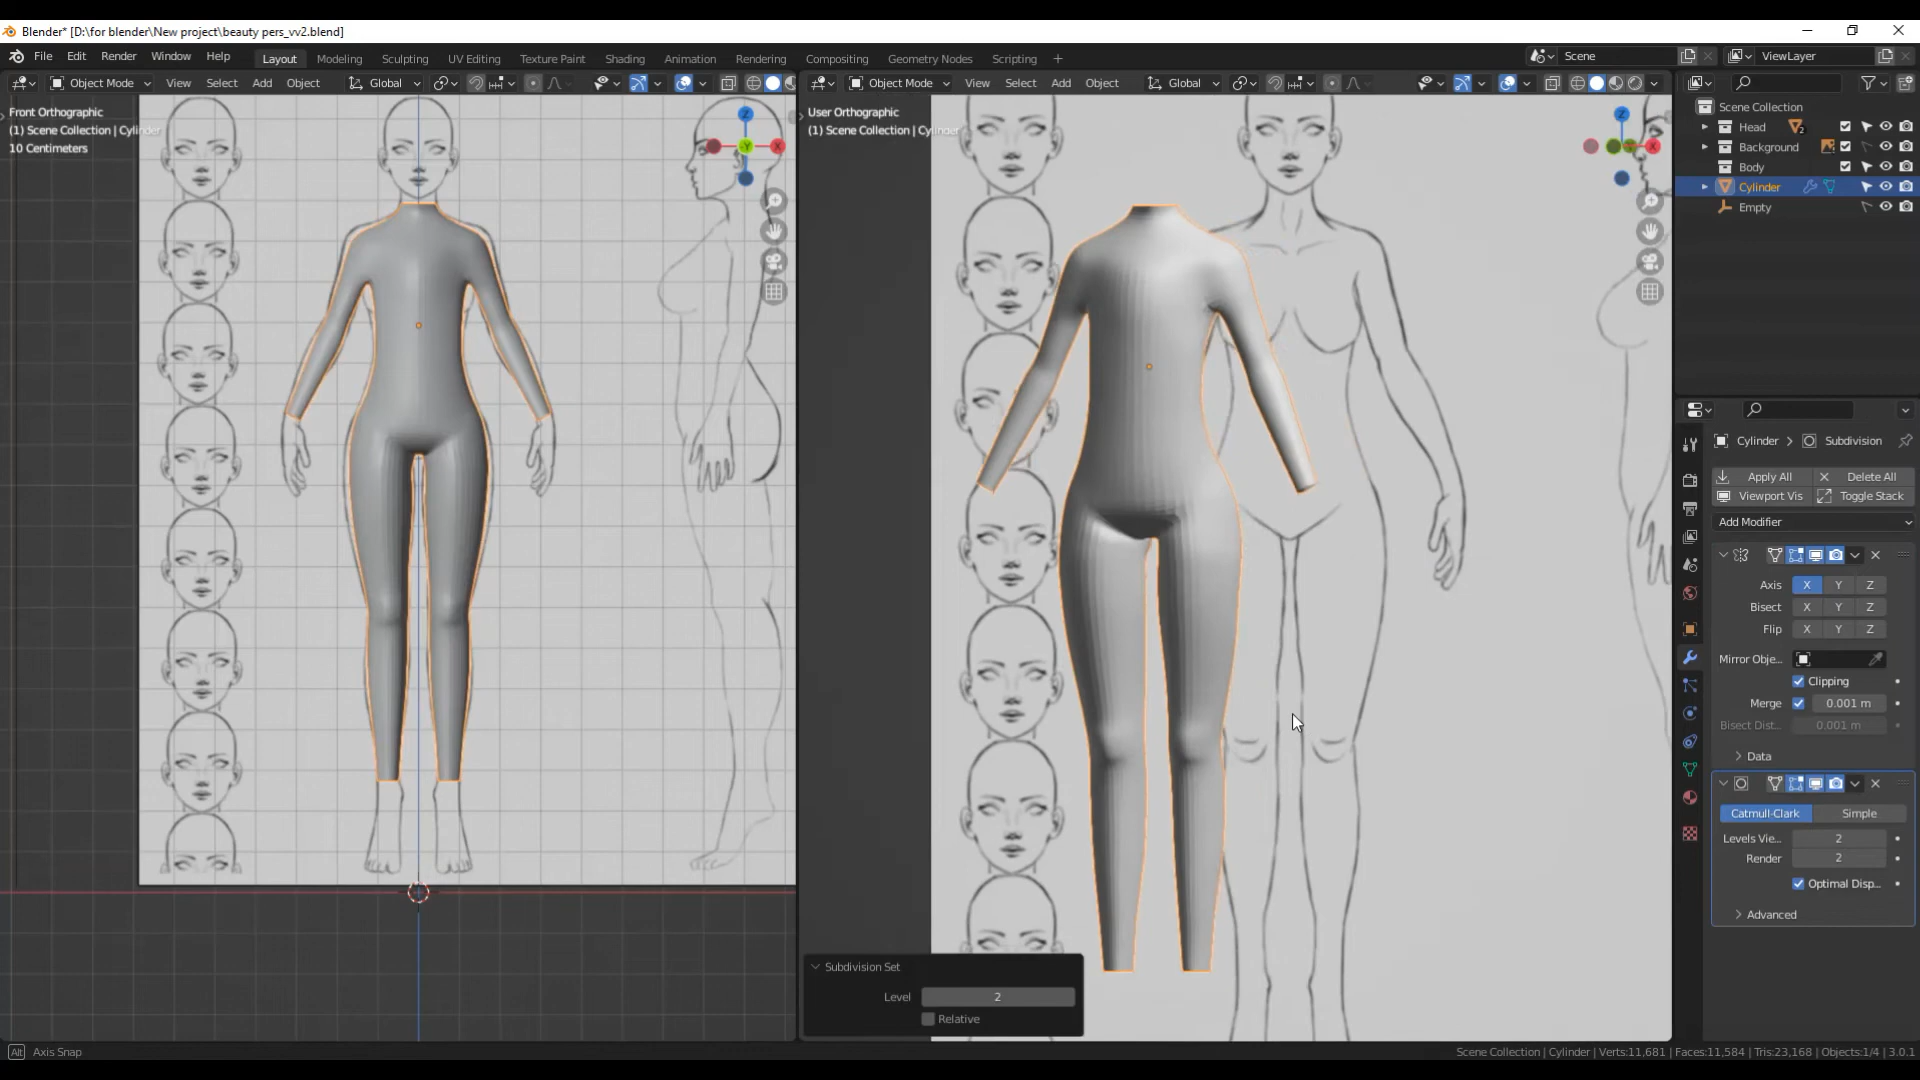 Blender* [D:\for blender\New project\beauty pers_vv2.blend]
File Edit Render Window Help Layout Modeling Sculpting UV Editing Texture Paint Shading Animation Rendering Compositing Geometry Nodes Scripting + Scene ViewLayer
Object Mode View Select Add Object Global Object Mode View Select Add Object Global
Front Orthographic
(1) Scene Collection | Cylinder
10 Centimeters
Z
-Y
X
User Orthographic
(1) Scene Collection | Cylinder
Z
X
Scene Collection
Head 2
Background
Body
Cylinder
Empty
Cylinder > Subdivision
Apply All Delete All
Viewport Vis Toggle Stack
Add Modifier
Axis X Y Z
Bisect X Y Z
Flip X Y Z
Mirror Obje...
Clipping
Merge 0.001 m
Bisect Dist... 0.001 m
Data
Catmull-Clark Simple
Levels Vie... 2
Render 2
Optimal Disp...
Advanced
Subdivision Set
Level 2
Relative
Alt Axis Snap
Scene Collection | Cylinder | Verts:11,681 | Faces:11,584 | Tris:23,168 | Objects:1/4 | 3.0.1